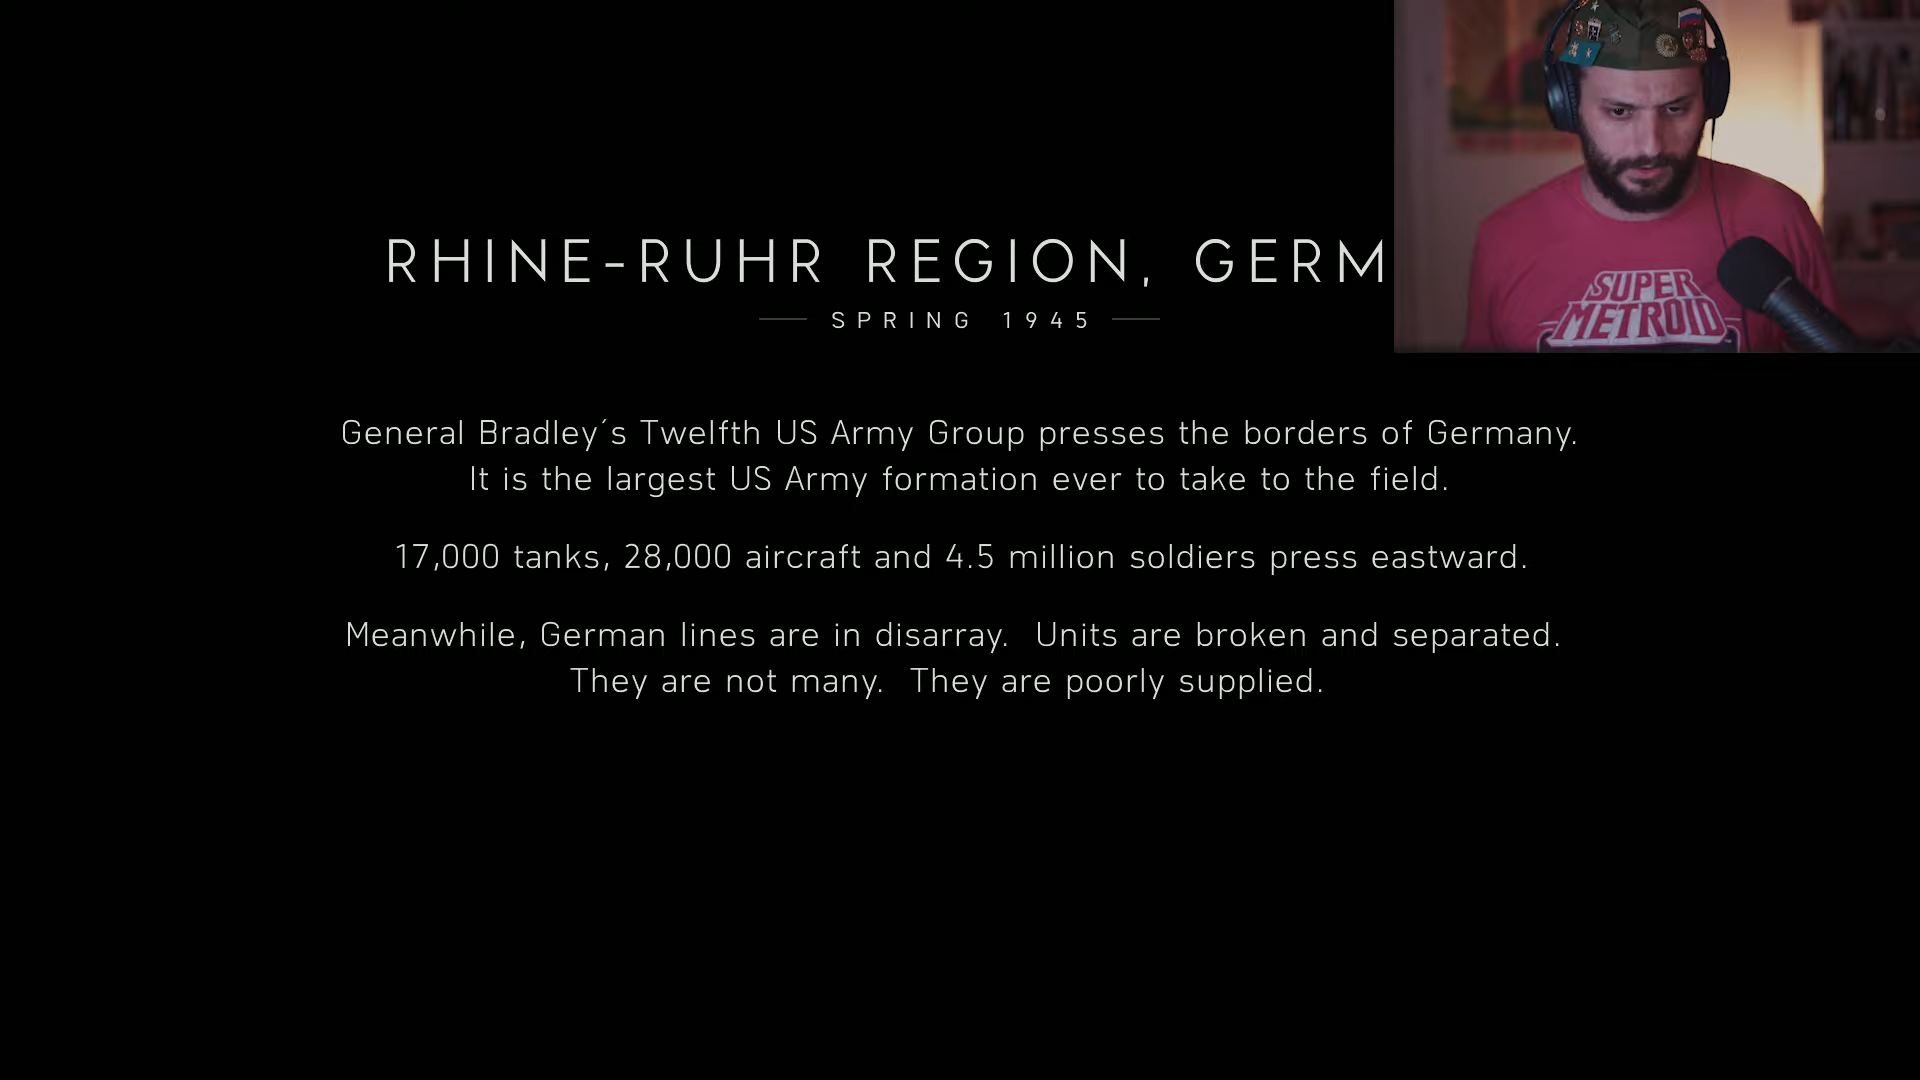 RHINE-RUHR REGION, GERM
SPRING 1945
General Bradley´s Twelfth US Army Group presses the borders of Germany.
It is the largest US Army formation ever to take to the field.
17,000 tanks, 28,000 aircraft and 4.5 million soldiers press eastward.
Meanwhile, German lines are in disarray.  Units are broken and separated.
They are not many.  They are poorly supplied.
SUPER
METROID